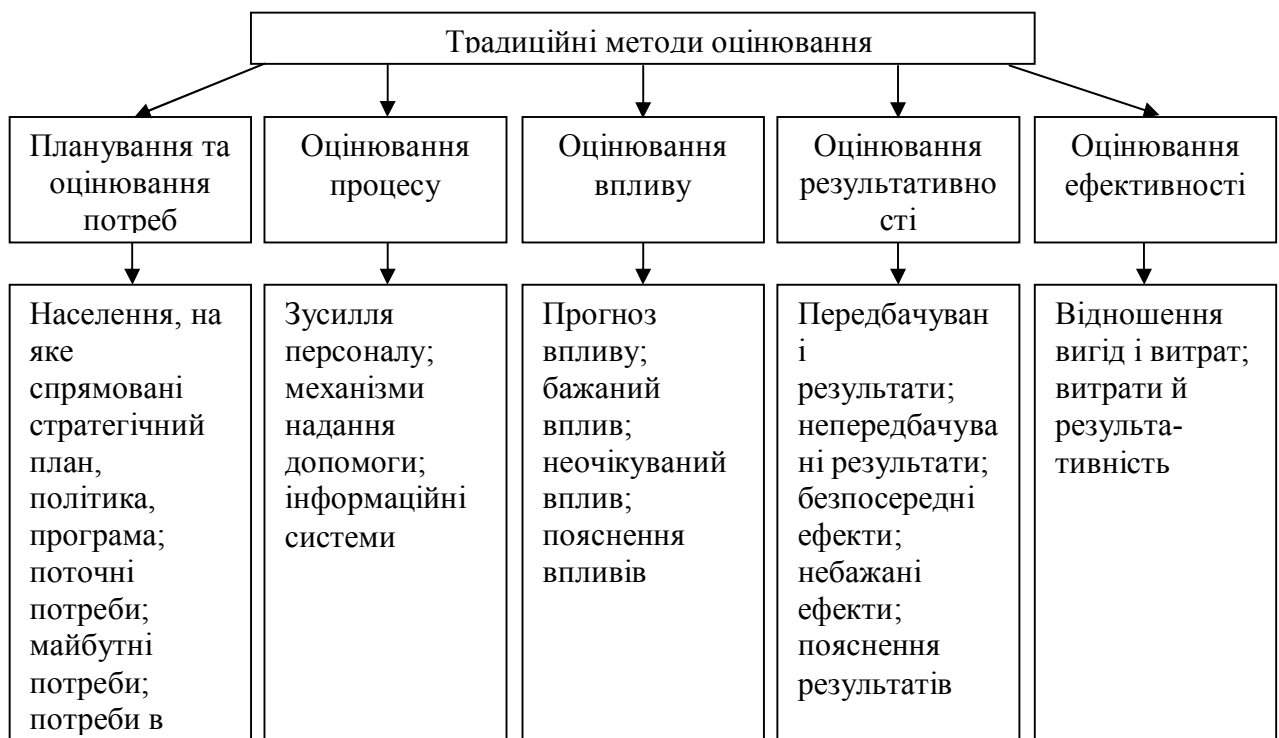 Традиційні методи оцінювання
Планування та
оцінювання
потреб
Оцінювання
процесу
Оцінювання
впливу
Оцінювання
результативно
сті
Оцінювання
ефективності
Населення, на
яке
спрямовані
стратегічний
план,
політика,
програма;
поточні
потреби;
майбутні
потреби;
потреби в
Зусилля
персоналу;
механізми
надання
допомоги;
інформаційні
системи
Прогноз
впливу;
бажаний
вплив;
неочікуваний
вплив;
пояснення
впливів
Передбачуван
і
результати;
непередбачува
ні результати;
безпосередні
ефекти;
небажані
ефекти;
пояснення
результатів
Відношення
вигід і витрат;
витрати й
результа-
тивність